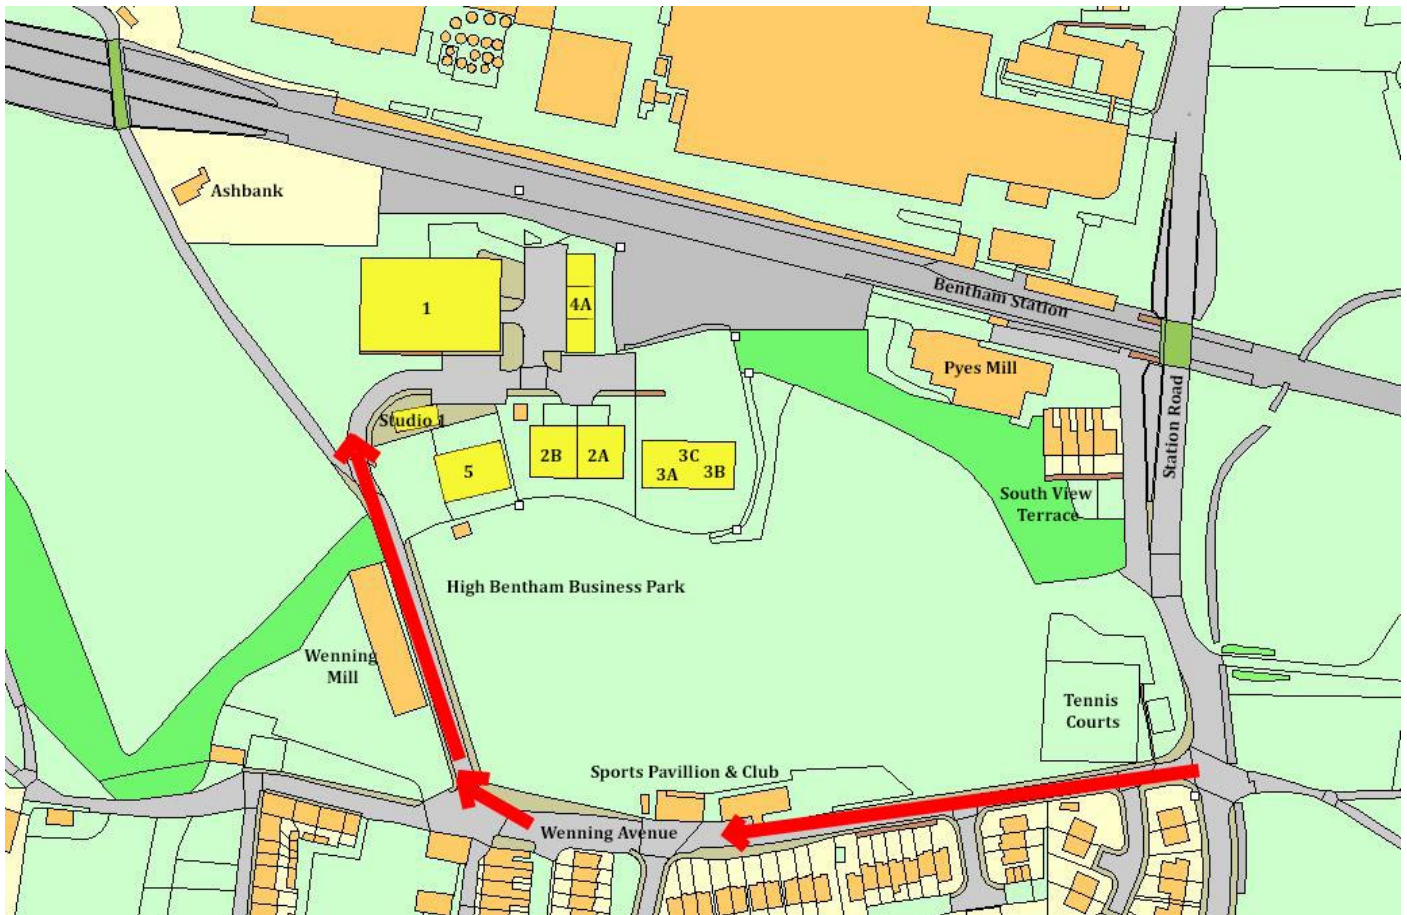 Ashbank
1
4A
Bentham Station
Pyes Mill
Station Road
Studio 1
5
2B
2A
3C
3A
3B
South View
Terrace
High Bentham Business Park
Wenning
Mill
Tennis
Courts
Sports Pavillion & Club
Wenning Avenue